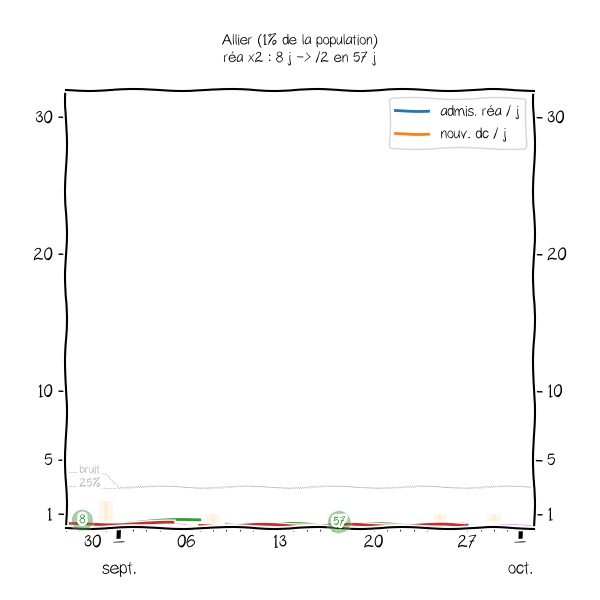 Allier (1% de la population)
réa x2 : 8 j -> /2 en 57 j
admis. réa / j
nouv. dc / j
30
30
20
20
10
10
5
5
bruit
25%
1
1
8
57
30
06
13
20
27
sept.
oct.